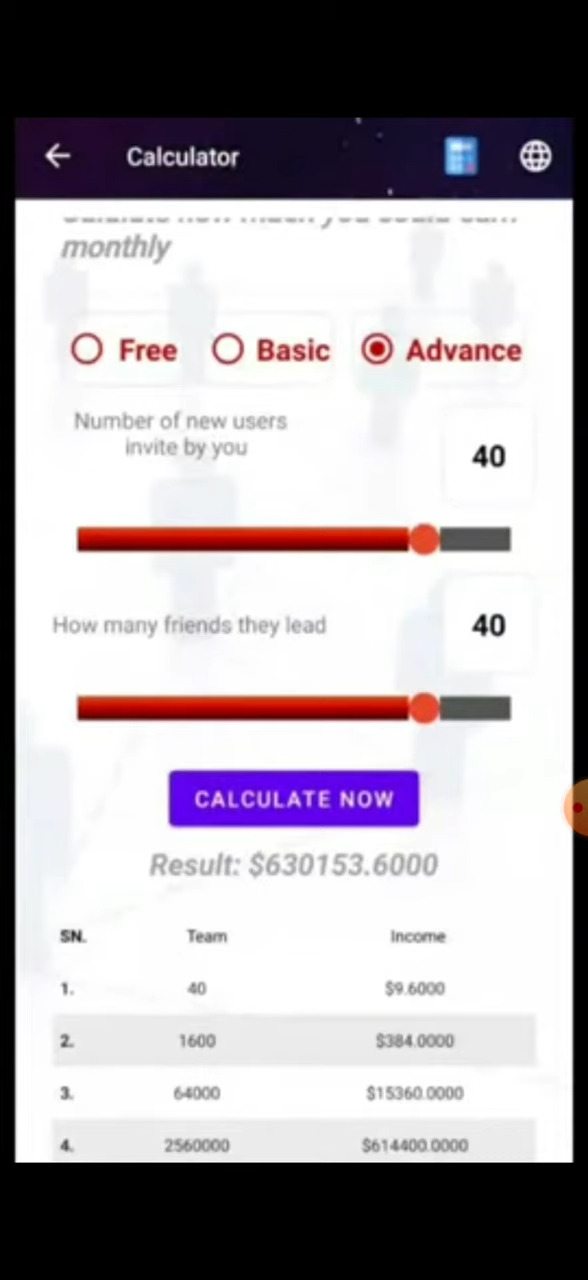 Calculator
monthly
Free Basic Advance
Number of new users
invite by you
40
How many friends they lead
40
CALCULATE NOW
Result: $630153.6000
SN. Team Income
1. 40 $9.6000
2. 1600 $384.0000
3. 64000 $15360.0000
4. 2560000 $614400.0000